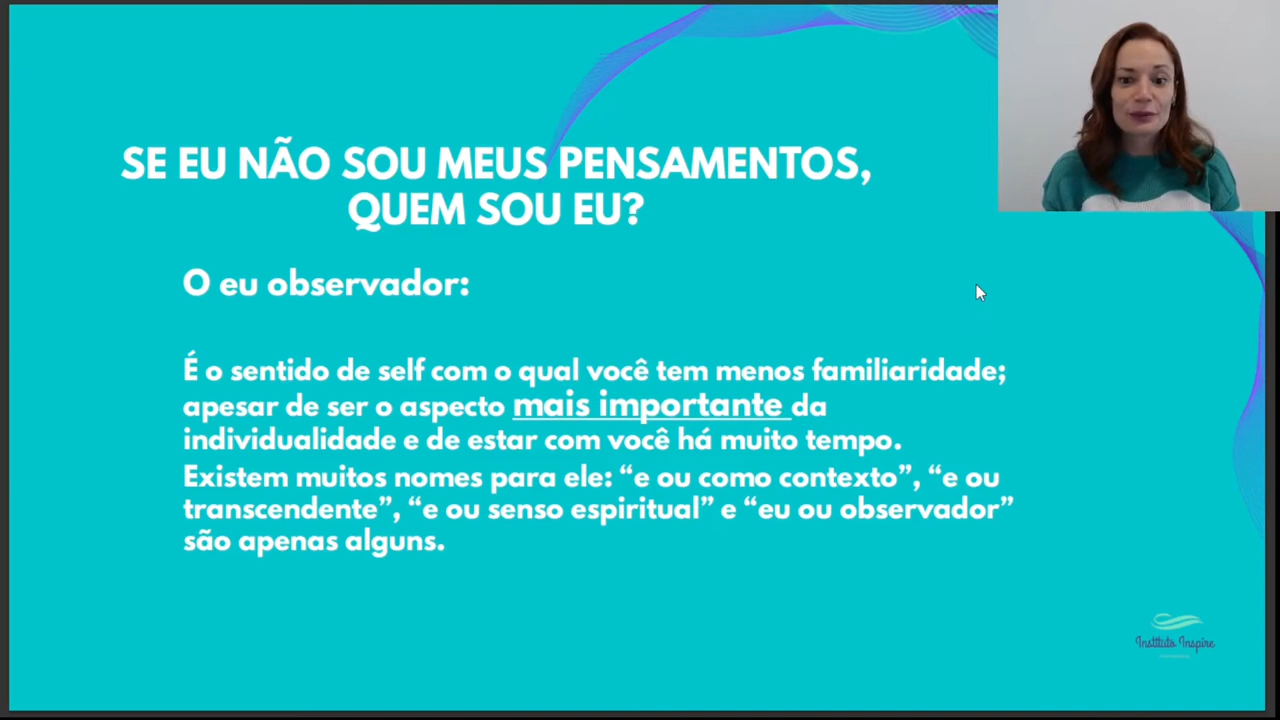 SE EU NÃO SOU MEUS PENSAMENTOS,
QUEM SOU EU?
O eu observador:
É o sentido de self com o qual você tem menos familiaridade;
apesar de ser o aspecto mais importante da
individualidade e de estar com você há muito tempo.
Existem muitos nomes para ele: “e ou como contexto”, “e ou
transcendente”, “e ou senso espiritual” e “eu ou observador”
são apenas alguns.
Instituto Inspire